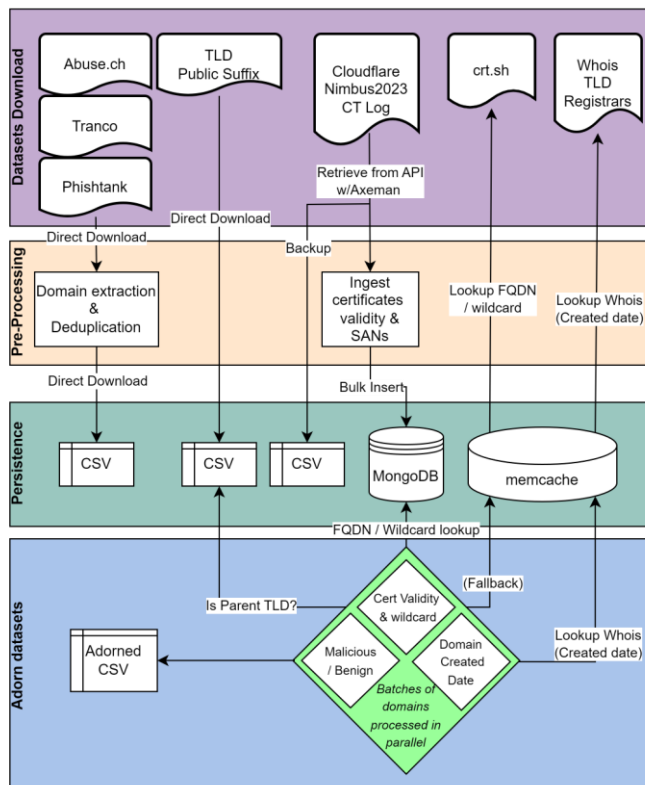 Datasets Download
Abuse.ch
Tranco
Phishtank
TLD
Public Suffix
Cloudflare
Nimbus2023
CT Log
crt.sh
Whois
TLD
Registrars
Retrieve from API
w/Axeman
Direct Download
Direct Download
Backup
Pre-Processing
Domain extraction
&
Deduplication
Ingest
certificates
validity &
SANs
Lookup FQDN
/ wildcard
Lookup Whois
(Created date)
Direct Download
Bulk Insert
Persistence
CSV
CSV
CSV
MongoDB
memcache
FQDN / Wildcard lookup
Adorn datasets
Is Parent TLD?
(Fallback)
Lookup Whois
(Created date)
Adorned
CSV
Cert Validity
& wildcard
Malicious
/ Benign
Domain
Created
Date
Batches of
domains
processed in
parallel